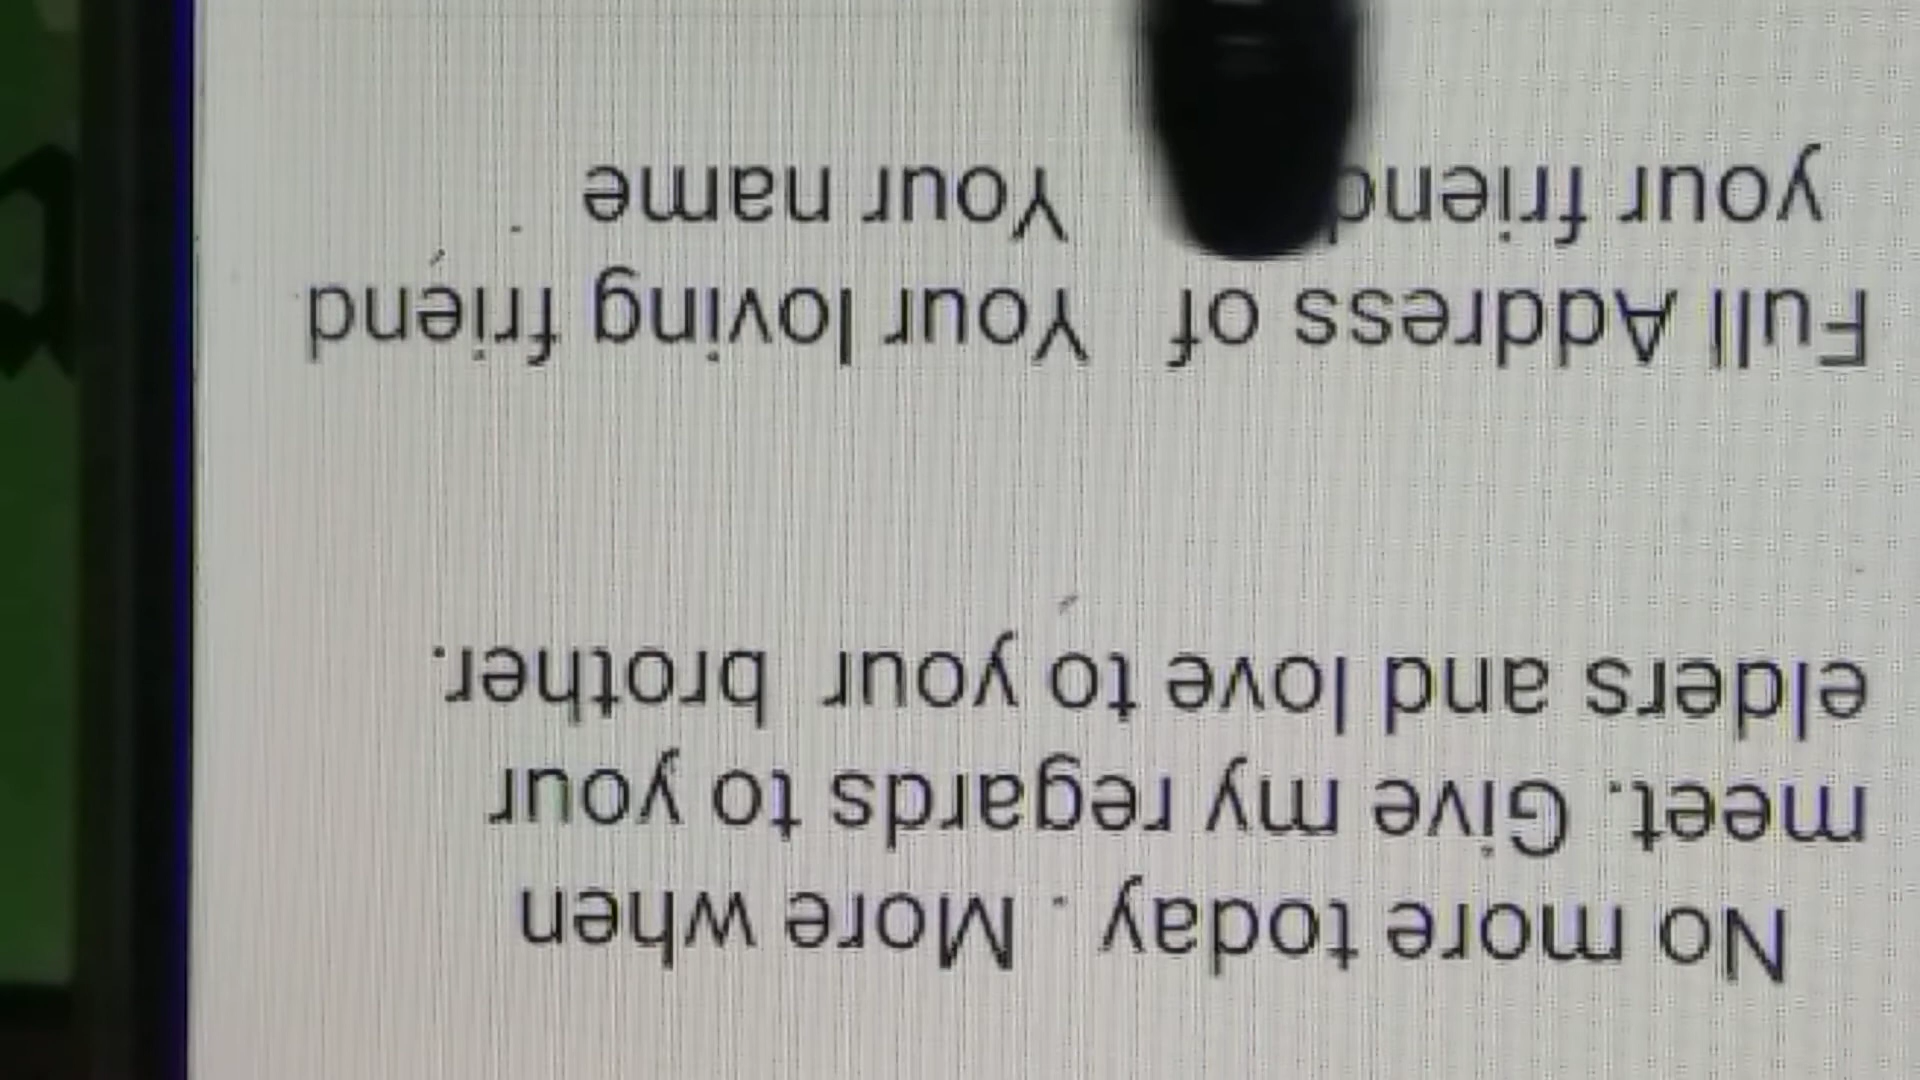 No more today . More when
meet. Give my regards to your
elders and love to your brother.
Full Address of Your loving friend
your friend Your name